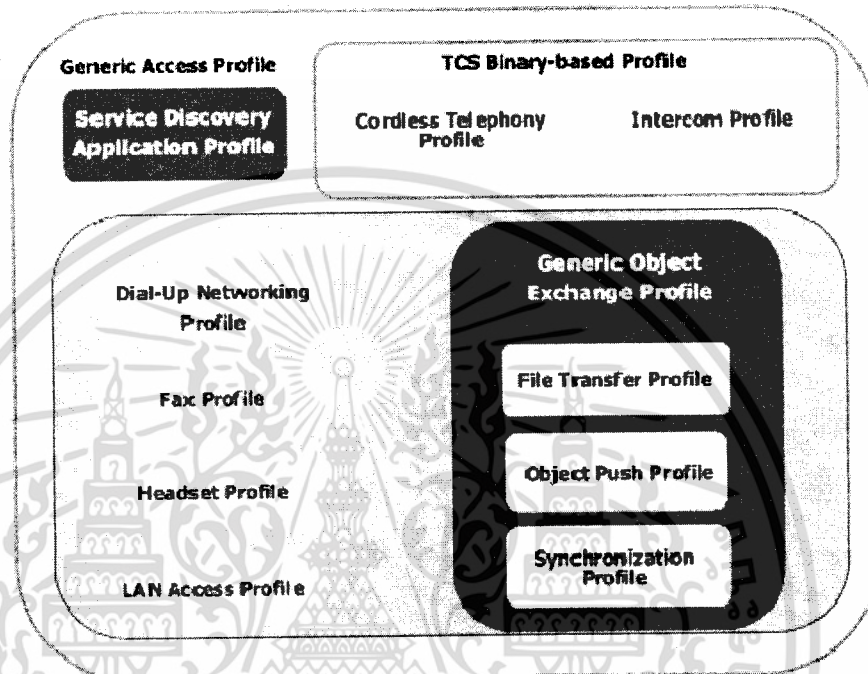 Generic Access Profile
Service Discovery
Application Profile
TCS Binary-based Profile
Cordless Telephony
Profile
Intercom Profile
Dial-Up Networking
Profile
Fax Profile
Headset Profile
LAN Access Profile
Generic Object
Exchange Profile
File Transfer Profile
Object Push Profile
Synchronization
Profile